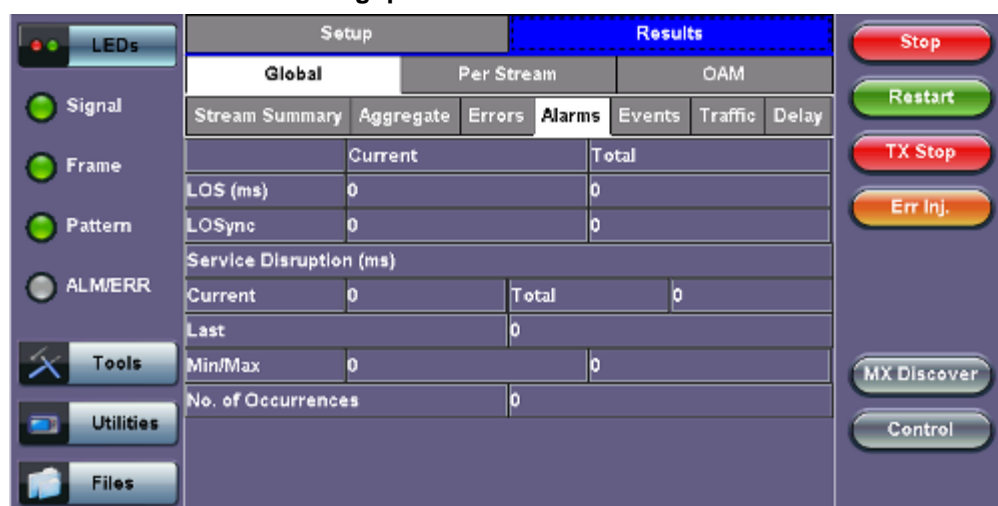 LEDs
Signal
Frame
Pattern
ALM/ERR
Tools
Utilities
Files
Setup Results
Global Per Stream OAM
Stream Summary Aggregate Errors Alarms Events Traffic Delay
Current Total
LOS (ms) 0 0
LOSync 0 0
Service Disruption (ms)
Current 0 Total 0
Last 0
Min/Max 0 0
No. of Occurrences 0
Stop
Restart
TX Stop
Err Inj.
MX Discover
Control